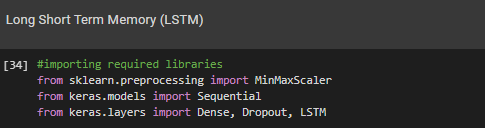 Long Short Term Memory (LSTM)
[34] #importing required libraries
from sklearn.preprocessing import MinMaxScaler
from keras.models import Sequential
from keras.layers import Dense, Dropout, LSTM